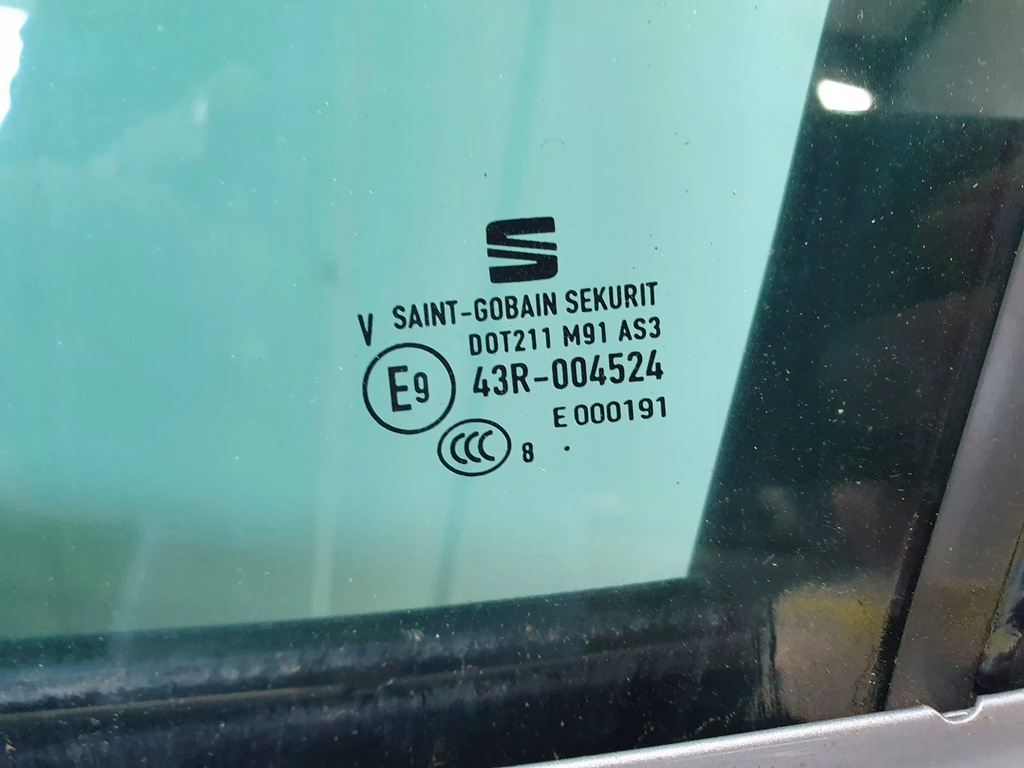 V SAINT-GOBAIN SEKURIT
DOT211 M91 AS3
E9 43R-004524
E 000191
CCC 8 .